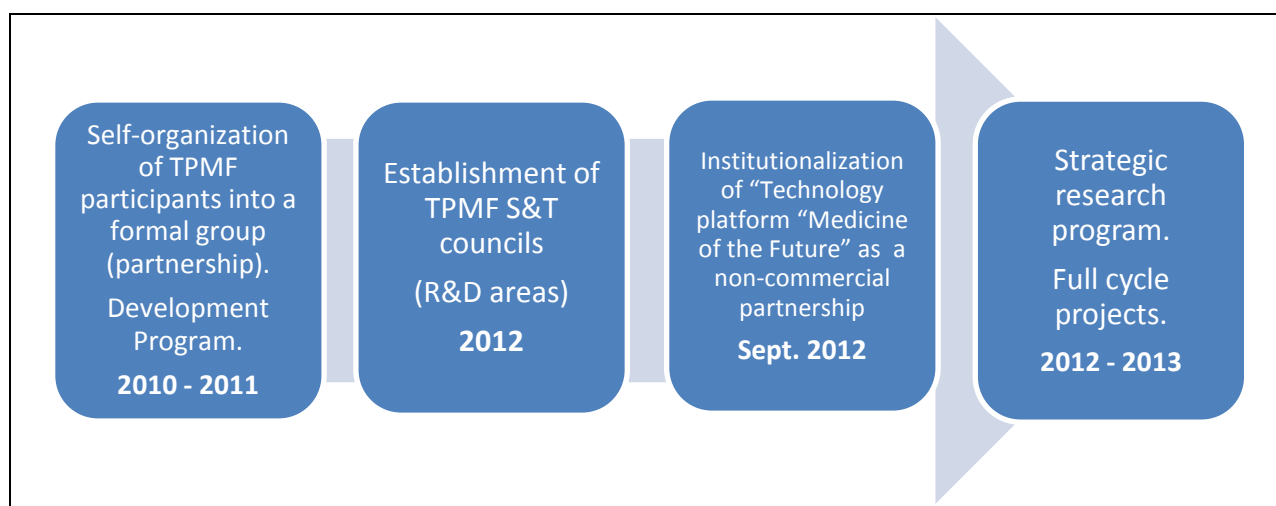 Self-organization
of TPMF
participants into a
formal group
(partnership).
Development
Program.
2010 - 2011
Establishment of
TPMF S&T
councils
(R&D areas)
2012
Institutionalization
of “Technology
platform “Medicine
of the Future” as a
non-commercial
partnership
Sept. 2012
Strategic
research
program.
Full cycle
projects.
2012 - 2013